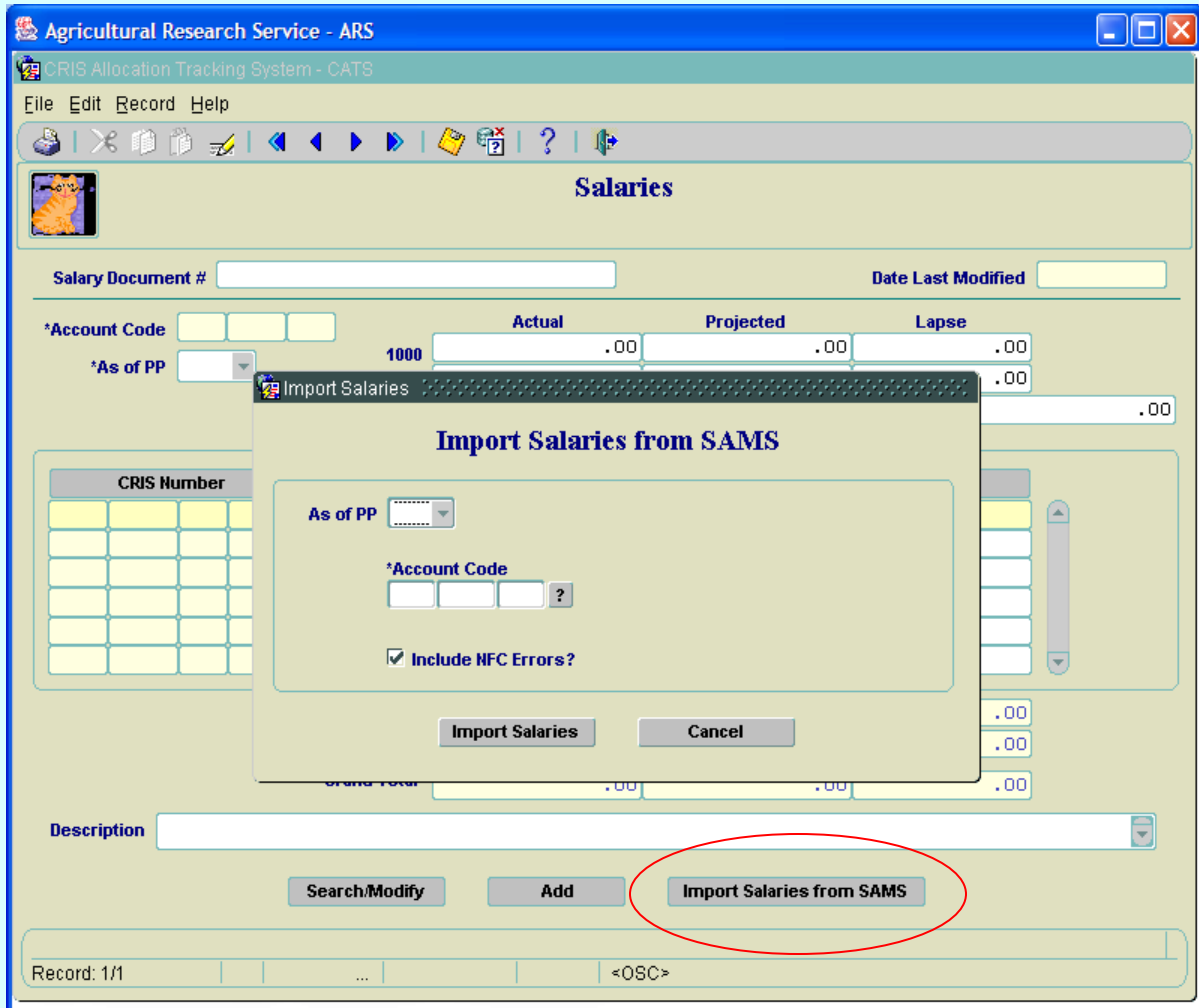 Agricultural Research Service - ARS
CRIS Allocation Tracking System - CATS
File Edit Record Help
Salaries
Salary Document # Date Last Modified
Actual Projected Lapse
*Account Code
1000 .00 .00 .00
*As of PP .00
.00
Import Salaries
Import Salaries from SAMS
CRIS Number
As of PP
*Account Code
?
Include NFC Errors?
Import Salaries Cancel
.00
.00
Grand Total .00 .00 .00
Description
Search/Modify Add Import Salaries from SAMS
Record: 1/1 ... <OSC>